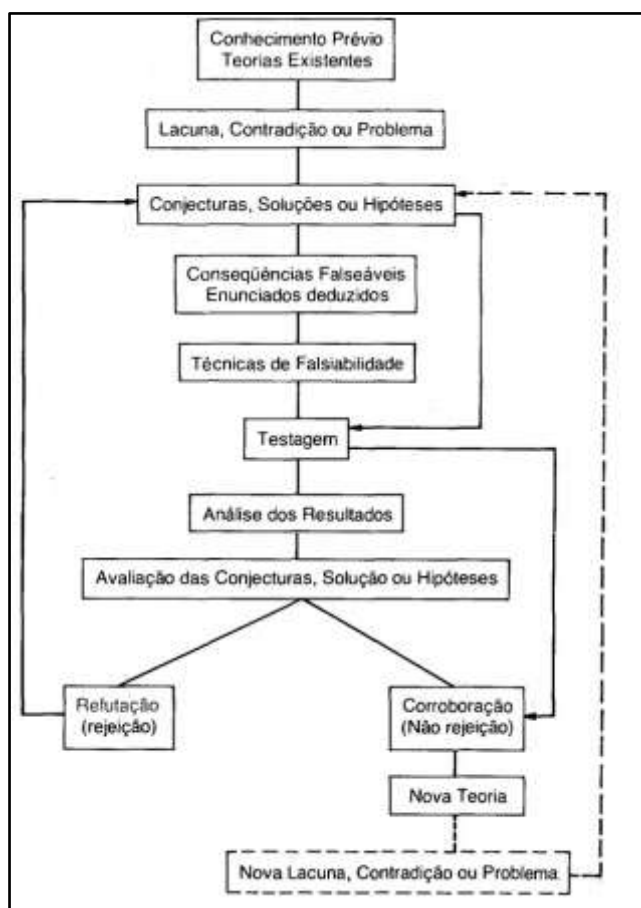 Conhecimento Prévio
Teorias Existentes
Lacuna, Contradição ou Problema
Conjecturas, Soluções ou Hipóteses
Conseqüências Falseáveis
Enunciados deduzidos
Técnicas de Falsiabilidade
Testagem
Análise dos Resultados
Avaliação das Conjecturas, Solução ou Hipóteses
Refutação
(rejeição)
Corroboração
(Não rejeição)
Nova Teoria
Nova Lacuna, Contradição ou Problema